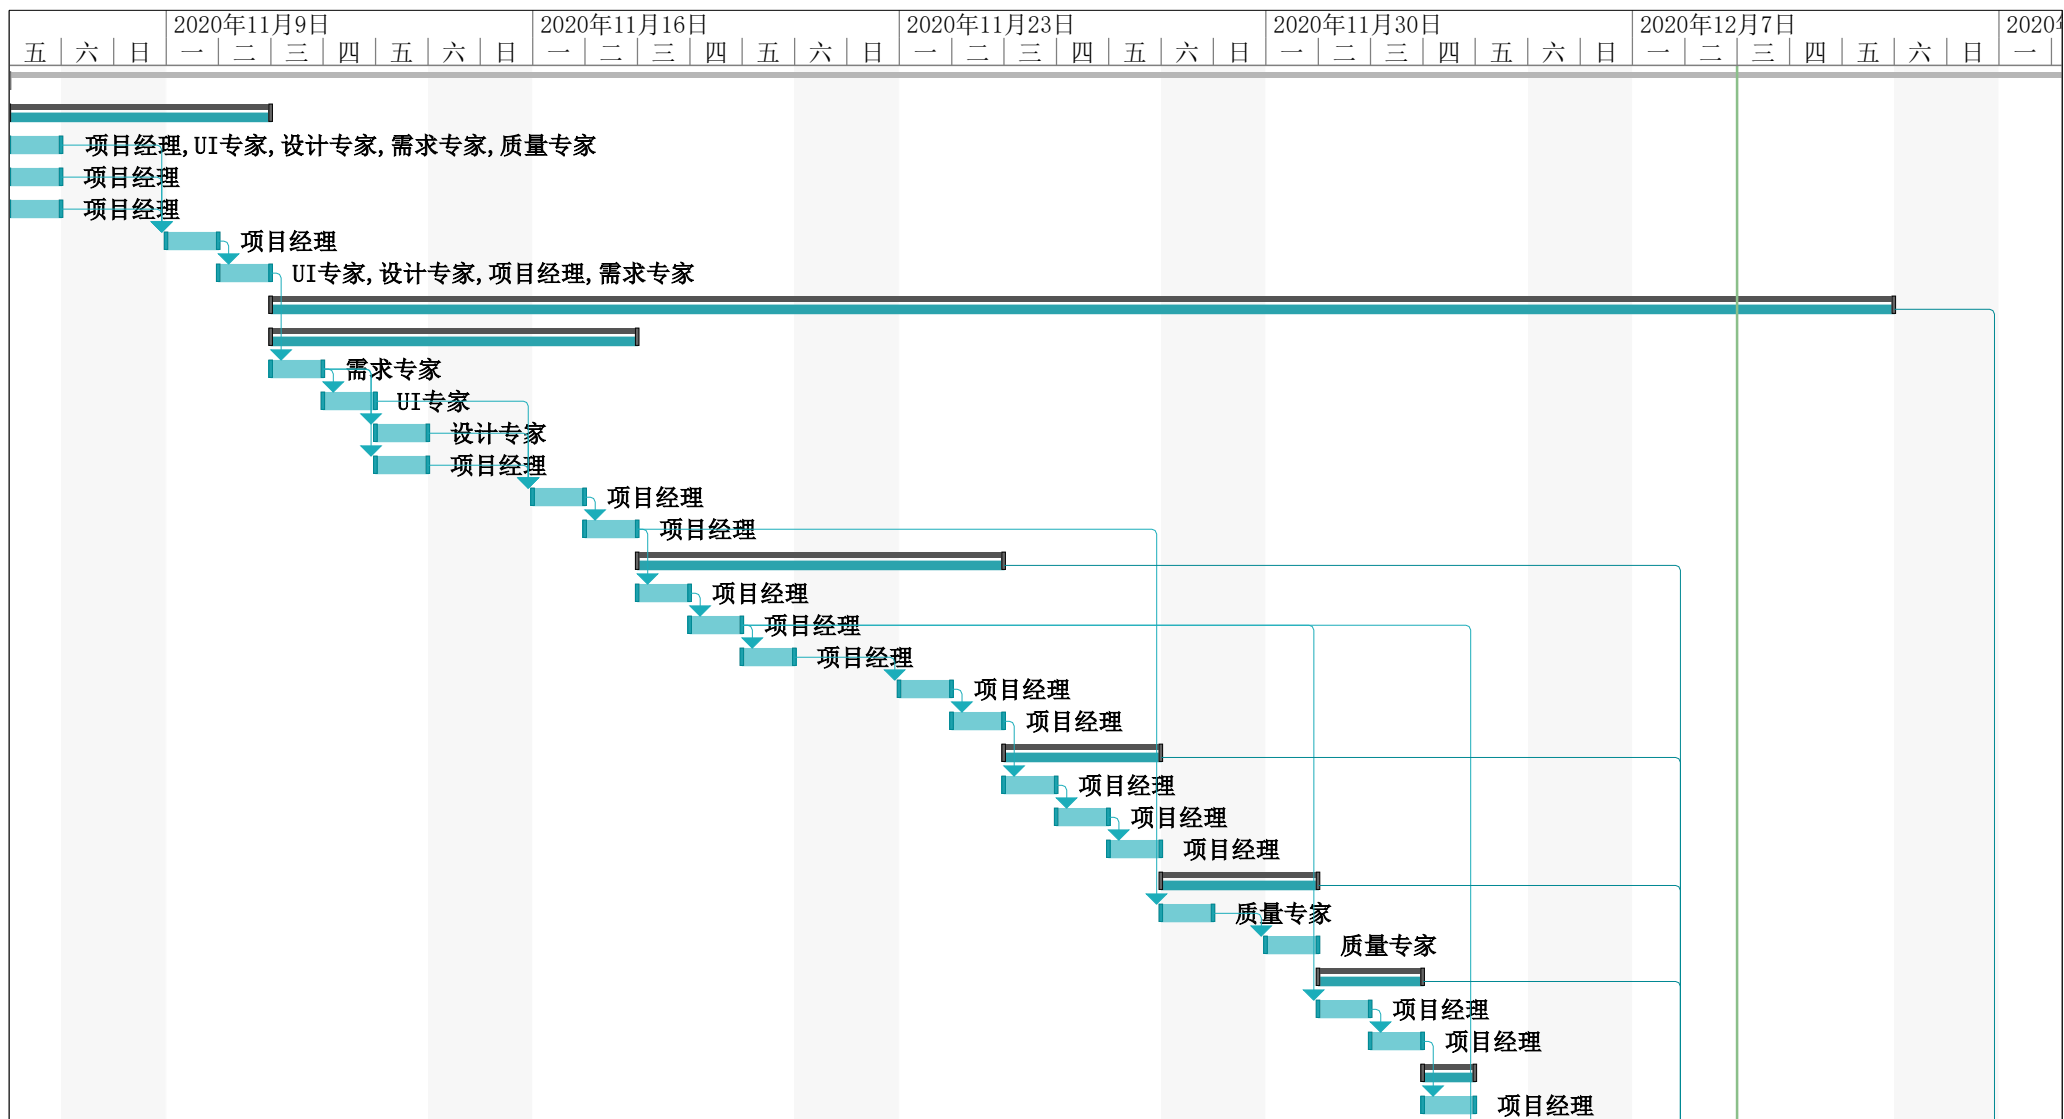 2020年11月9日 2020年11月16日 2020年11月23日 2020年11月30日 2020年12月7日 2020
五 六 日 一 二 三 四 五 六 日 一 二 三 四 五 六 日 一 二 三 四 五 六 日 一 二 三 四 五 六 日 一 二 三 四 五 六 日 一
项目经理, UI专家, 设计专家, 需求专家, 质量专家
项目经理
项目经理
项目经理
UI专家, 设计专家, 项目经理, 需求专家
需求专家
UI专家
设计专家
项目经理
项目经理
项目经理
项目经理
项目经理
项目经理
项目经理
项目经理
项目经理
项目经理
项目经理
质量专家
质量专家
项目经理
项目经理
项目经理